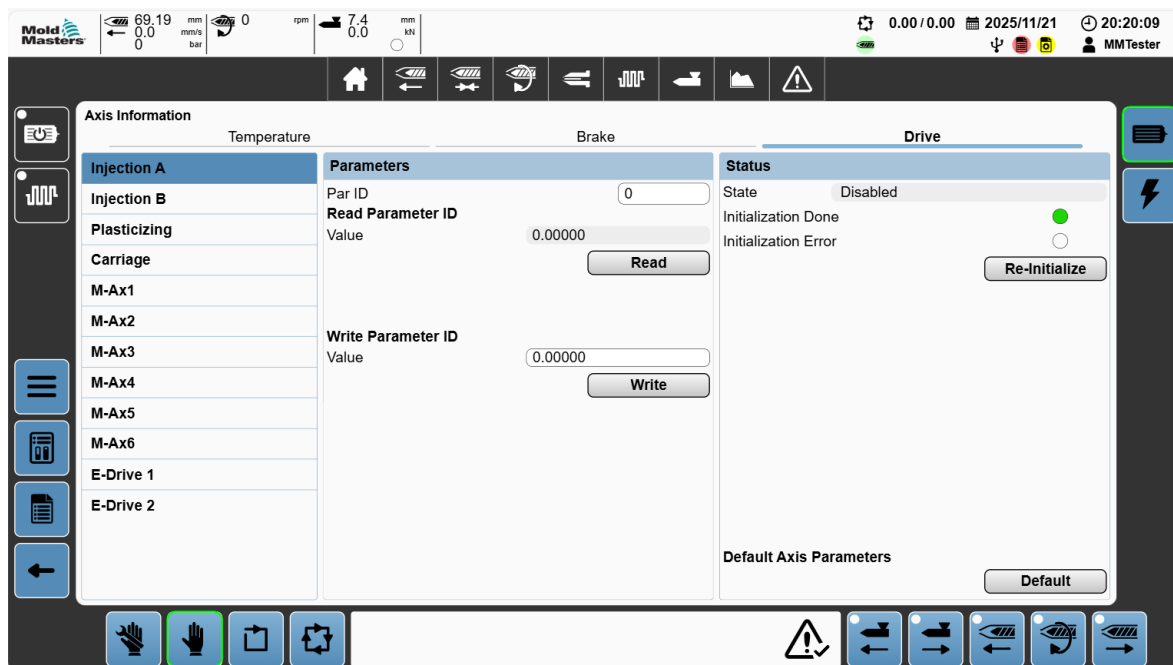 Mold Masters
69.19 mm
0.0 mm/s
0 bar
0 rpm
7.4 mm
0.0 kN
0.00 / 0.00 2025/11/21 20:20:09
MMTester
Axis Information
Temperature Brake Drive
Injection A
Injection B
Plasticizing
Carriage
M-Ax1
M-Ax2
M-Ax3
M-Ax4
M-Ax5
M-Ax6
E-Drive 1
E-Drive 2
Parameters
Par ID 0
Read Parameter ID
Value 0.00000
Read
Write Parameter ID
Value 0.00000
Write
Status
State Disabled
Initialization Done
Initialization Error
Re-Initialize
Default Axis Parameters
Default